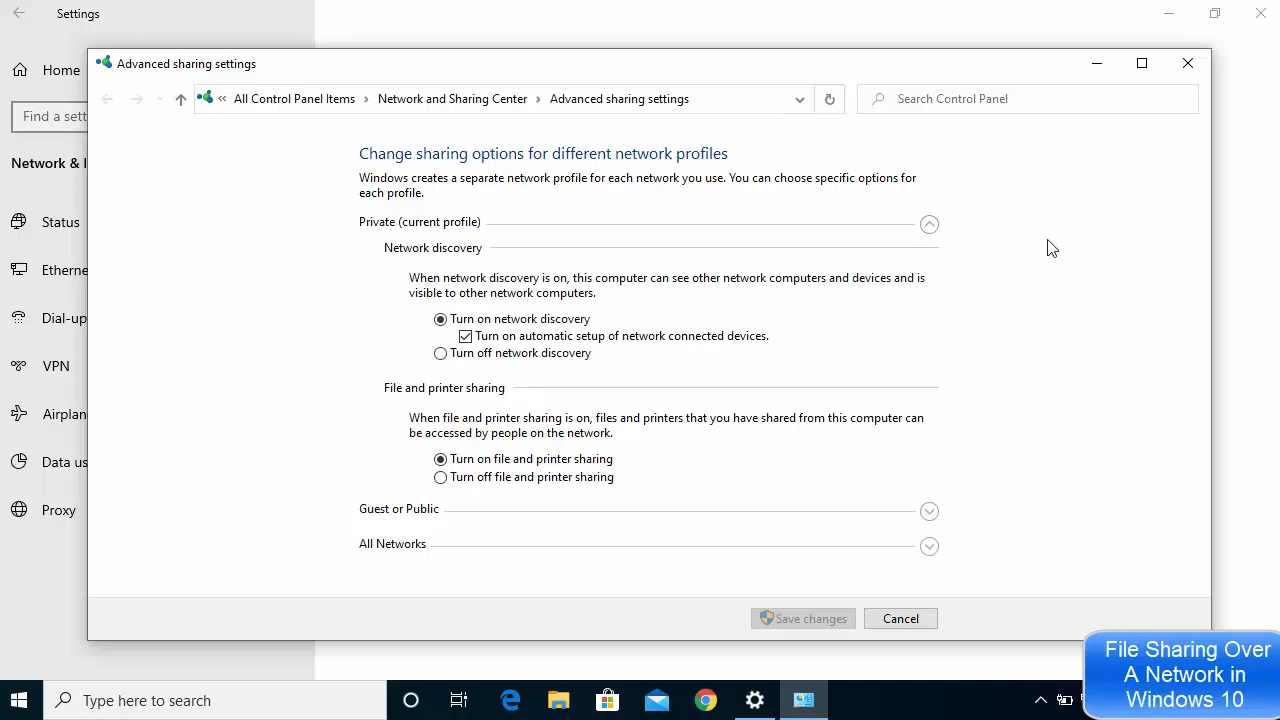 Settings
Advanced sharing settings
All Control Panel Items
Network and Sharing Center
Advanced sharing settings
Search Control Panel
Home
Find a sett
Network & I
Status
Etherne
Dial-up
VPN
Airplan
Data us
Proxy
Change sharing options for different network profiles
Windows creates a separate network profile for each network you use. You can choose specific options for
each profile.
Private (current profile)
Network discovery
When network discovery is on, this computer can see other network computers and devices and is
visible to other network computers.
Turn on network discovery
Turn on automatic setup of network connected devices.
Turn off network discovery
File and printer sharing
When file and printer sharing is on, files and printers that you have shared from this computer can
be accessed by people on the network.
Turn on file and printer sharing
Turn off file and printer sharing
Guest or Public
All Networks
Save changes
Cancel
File Sharing Over
A Network in
Windows 10
Type here to search